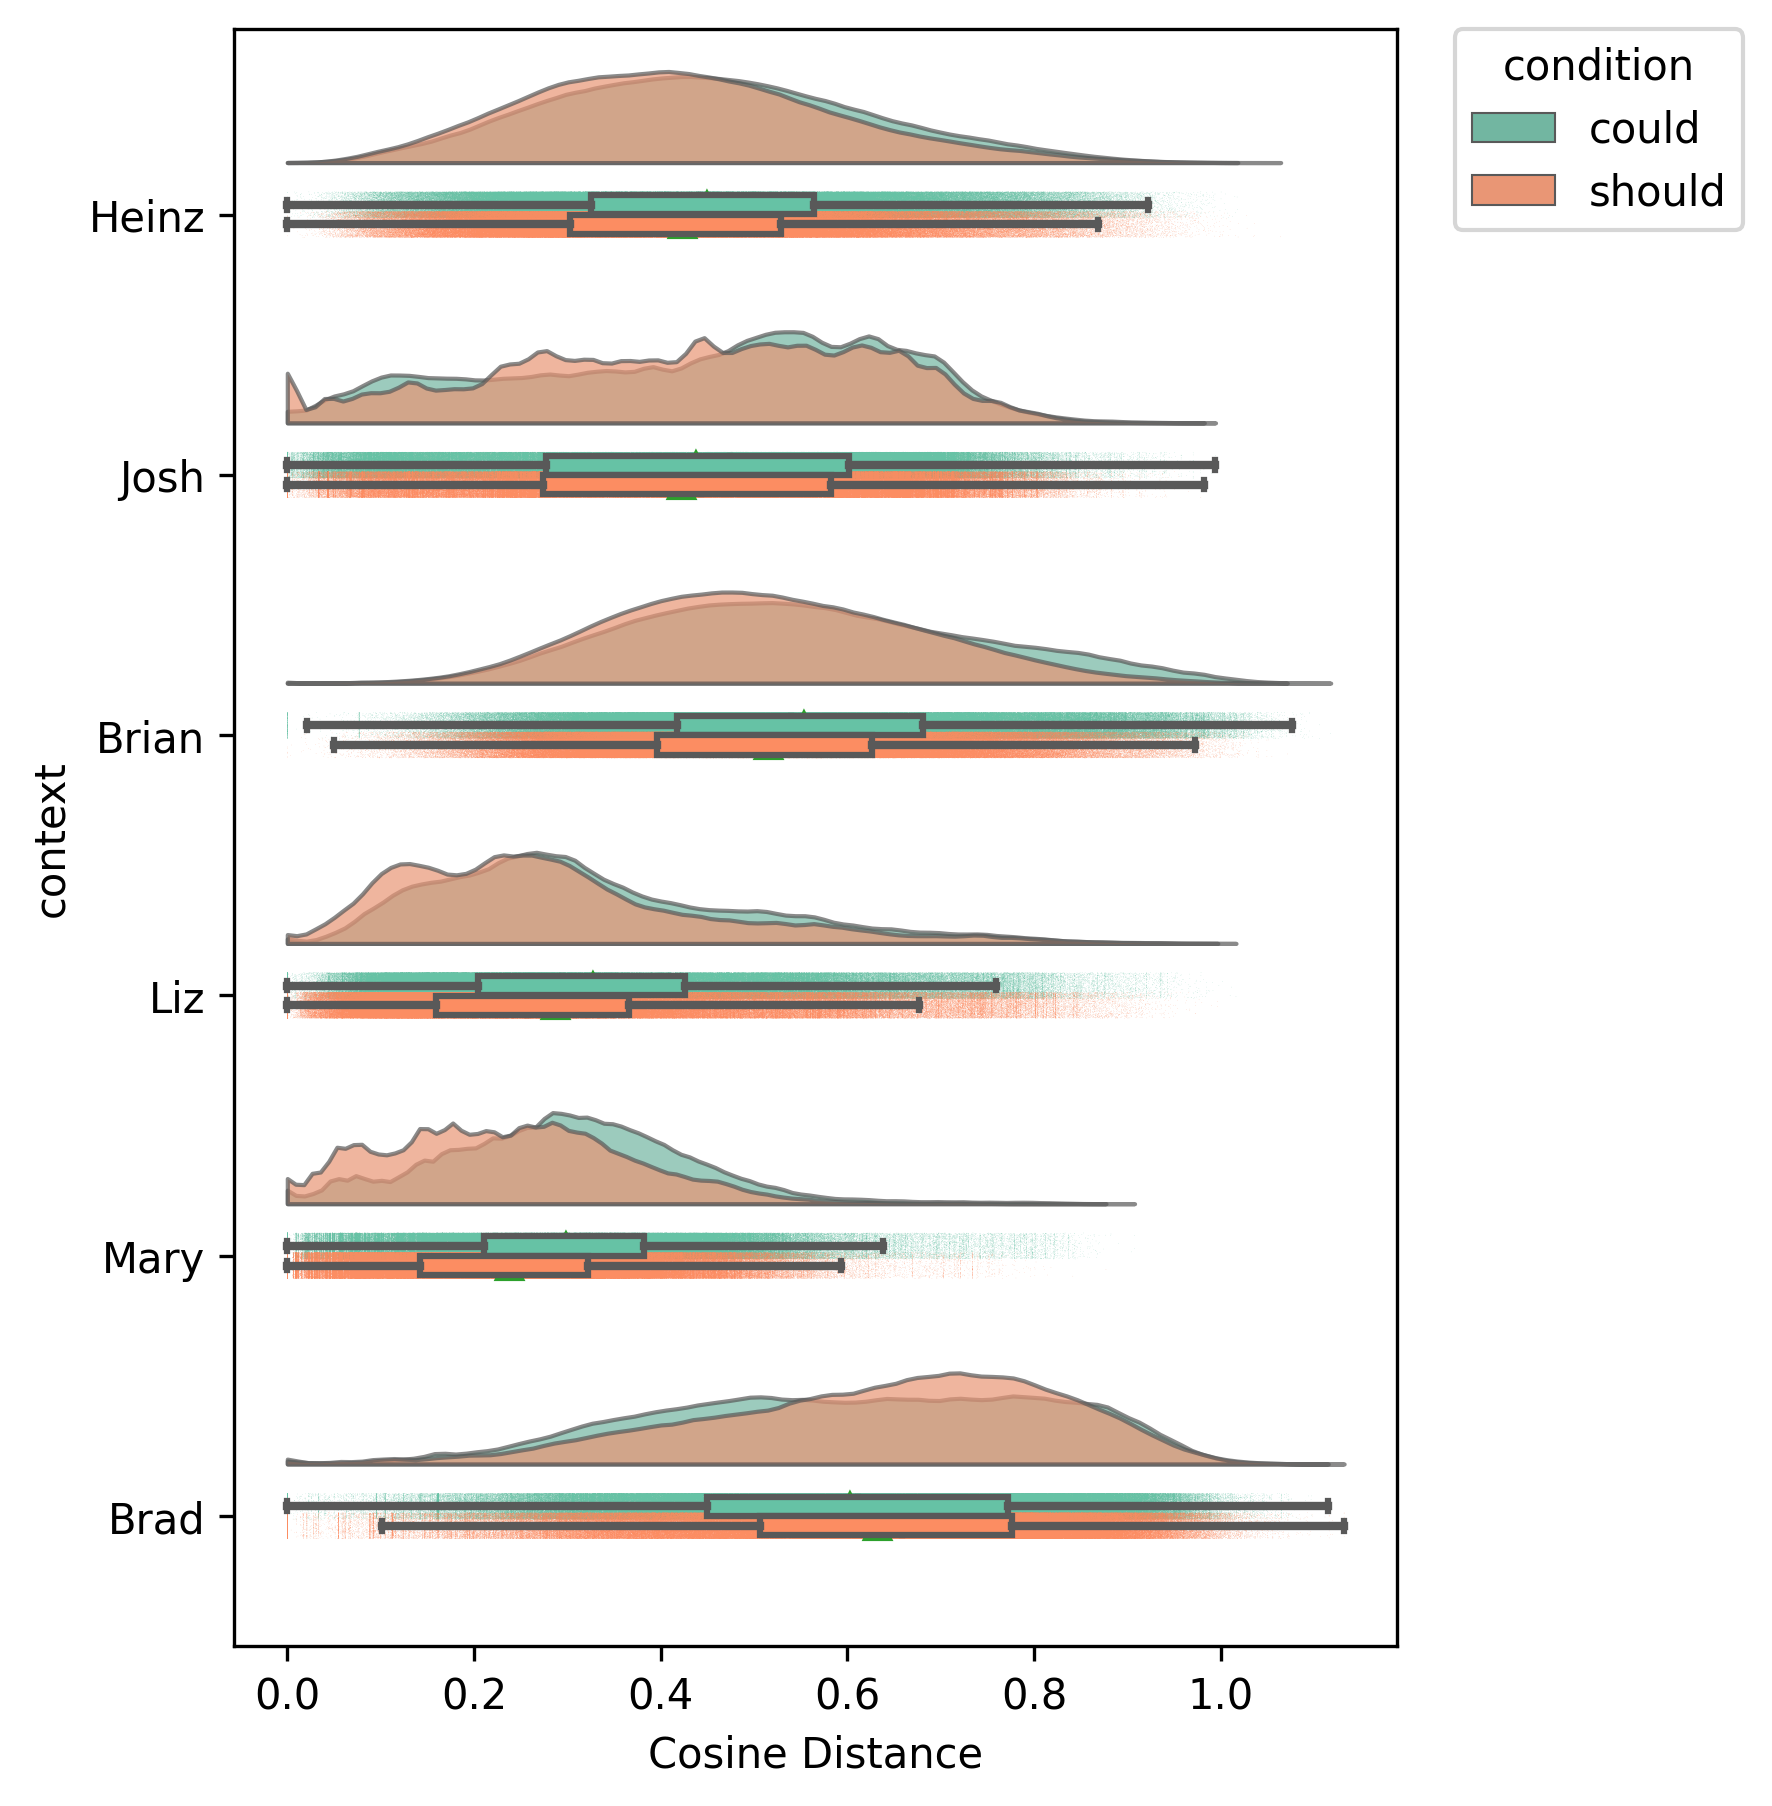 condition
could
should
Heinz
Josh
Brian
Liz
Mary
Brad
context
0.0 0.2 0.4 0.6 0.8 1.0
Cosine Distance